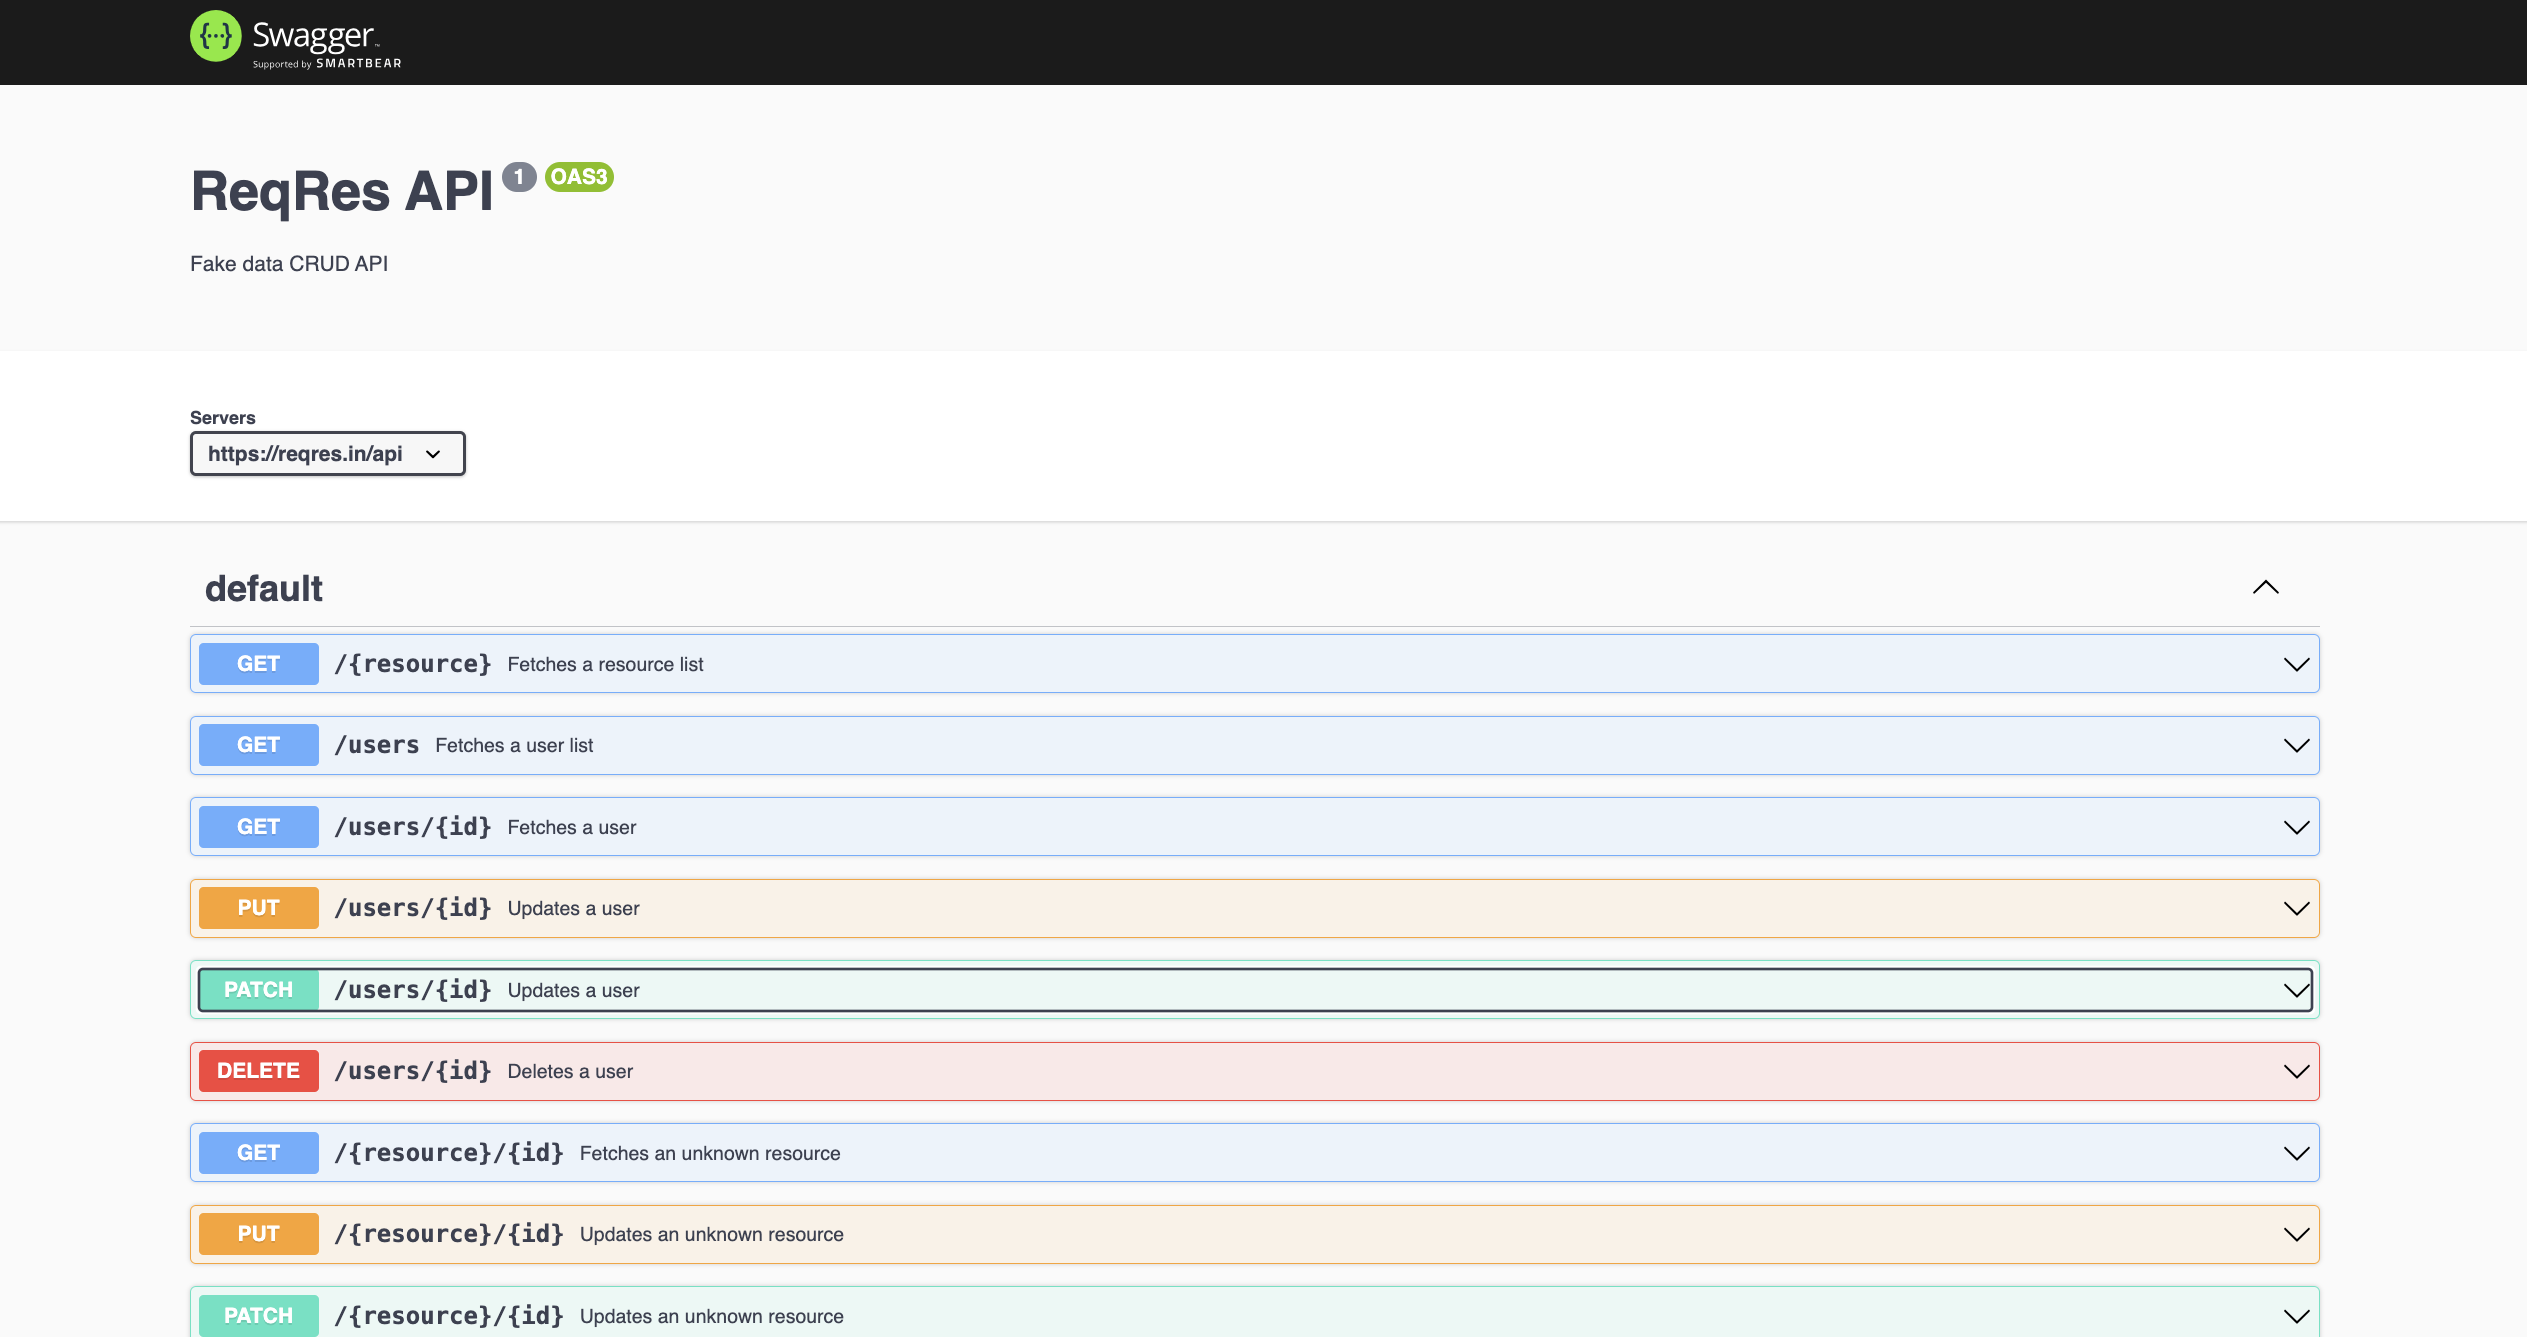 {···} Swagger™
Supported by SMARTBEAR
ReqRes API 1 OAS3
Fake data CRUD API
Servers
https://reqres.in/api
default
GET /{resource} Fetches a resource list
GET /users Fetches a user list
GET /users/{id} Fetches a user
PUT /users/{id} Updates a user
PATCH /users/{id} Updates a user
DELETE /users/{id} Deletes a user
GET /{resource}/{id} Fetches an unknown resource
PUT /{resource}/{id} Updates an unknown resource
PATCH /{resource}/{id} Updates an unknown resource